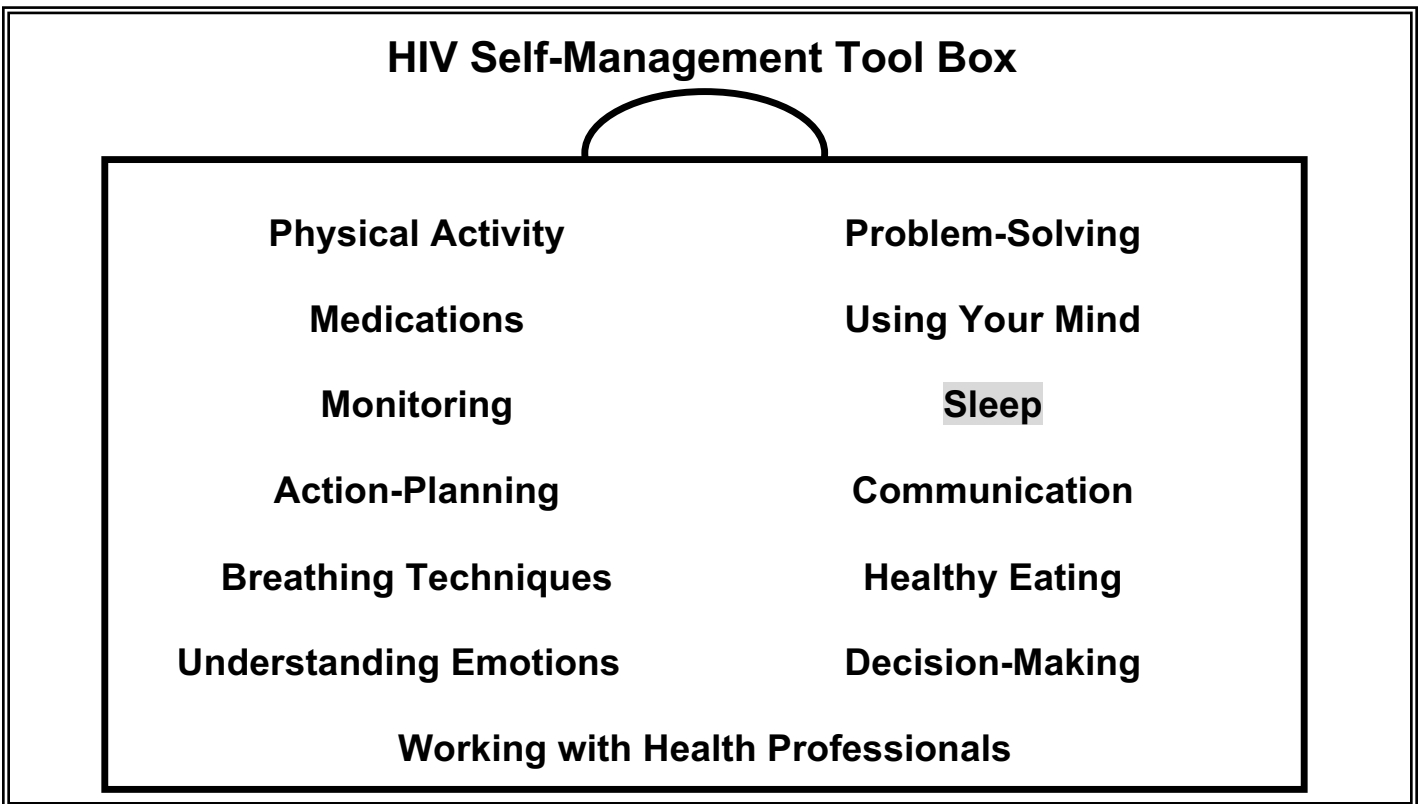 HIV Self-Management Tool Box
Physical Activity Problem-Solving
Medications Using Your Mind
Monitoring Sleep
Action-Planning Communication
Breathing Techniques Healthy Eating
Understanding Emotions Decision-Making
Working with Health Professionals